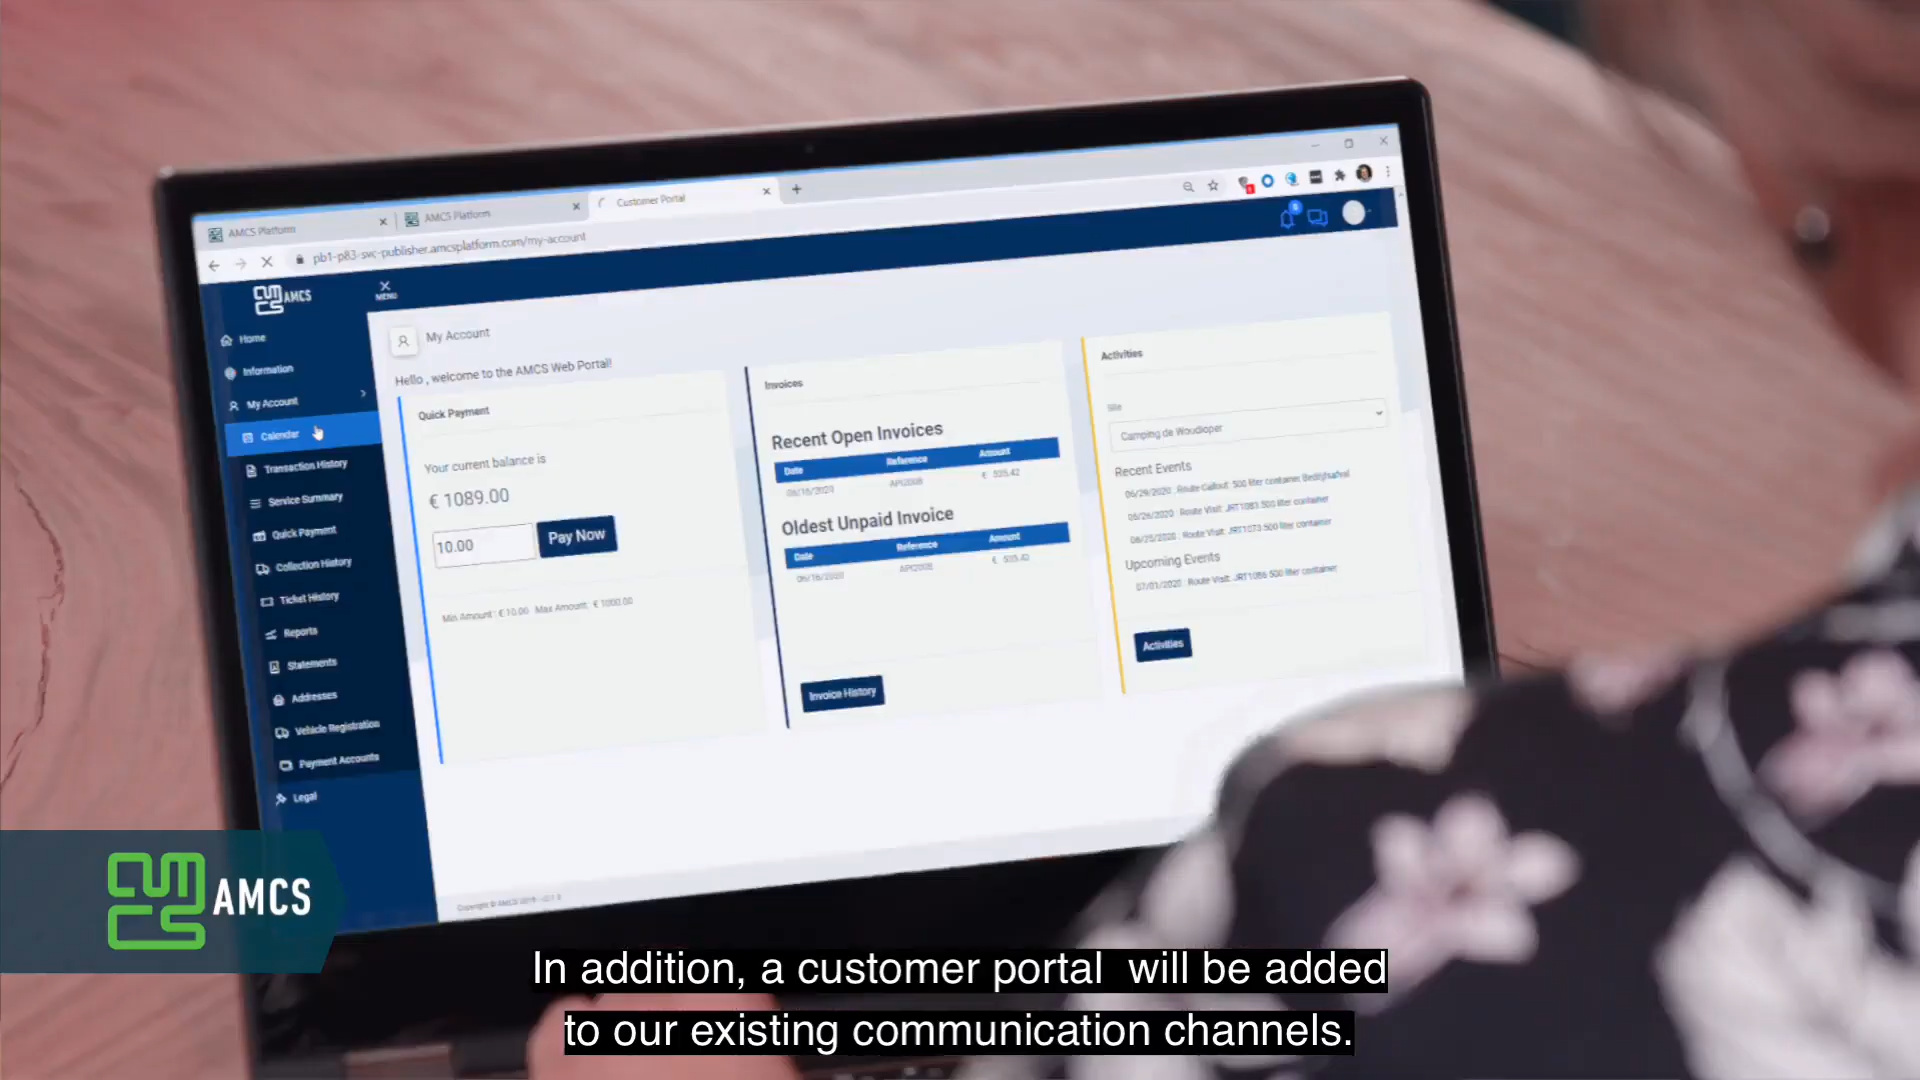 AMCS Platform
AMCS Platform
Customer Portal
pb1-p83-svc-publisher.amcsplatform.com/my-account
AMCS
MENU
Home
Information
My Account
Calendar
Transaction History
Service Summary
Quick Payment
Collection History
Ticket History
Reports
Statements
Addresses
Vehicle Registration
Payment Accounts
Legal
My Account
Hello , welcome to the AMCS Web Portal!
Quick Payment
Your current balance is
€ 1089.00
10.00
Pay Now
Min Amount : € 10.00 Max Amount : € 1000.00
Invoices
Recent Open Invoices
Date Reference Amount
06/16/2020 € 535.42
Oldest Unpaid Invoice
Date Reference Amount
06/16/2020 € 535.42
Invoice History
Activities
Site
Camping de Woudloper
Recent Events
06/29/2020 : Route Callout: 500 liter container Bedrijfsafval
06/26/2020 : Route Visit: JRT1083 500 liter container
06/25/2020 : Route Visit: JRT1073 500 liter container
Upcoming Events
07/01/2020 : Route Visit: JRT1086 500 liter container
Activities
AMCS
In addition, a customer portal will be added
to our existing communication channels.